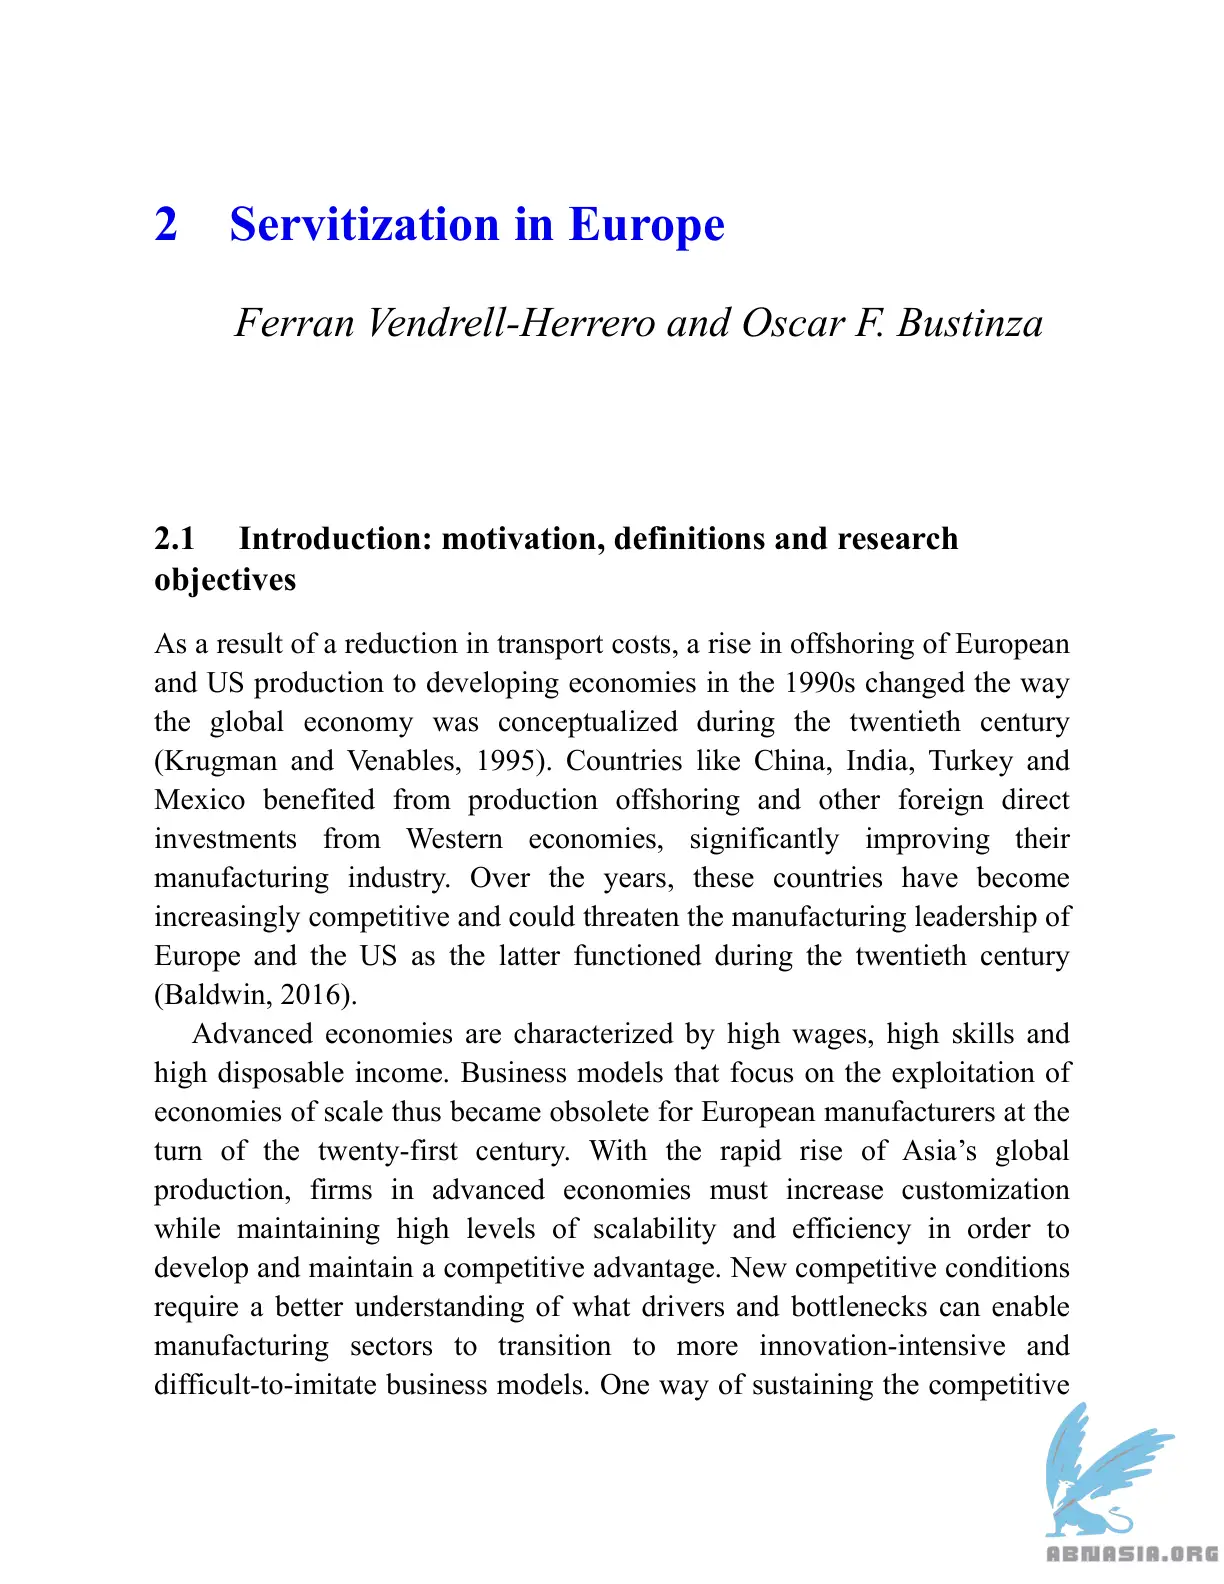 2 Servitization in Europe
Ferran Vendrell-Herrero and Oscar F. Bustinza
2.1 Introduction: motivation, definitions and research
objectives
As a result of a reduction in transport costs, a rise in offshoring of European
and US production to developing economies in the 1990s changed the way
the global economy was conceptualized during the twentieth century
(Krugman and Venables, 1995). Countries like China, India, Turkey and
Mexico benefited from production offshoring and other foreign direct
investments from Western economies, significantly improving their
manufacturing industry. Over the years, these countries have become
increasingly competitive and could threaten the manufacturing leadership of
Europe and the US as the latter functioned during the twentieth century
(Baldwin, 2016).
Advanced economies are characterized by high wages, high skills and
high disposable income. Business models that focus on the exploitation of
economies of scale thus became obsolete for European manufacturers at the
turn of the twenty-first century. With the rapid rise of Asia’s global
production, firms in advanced economies must increase customization
while maintaining high levels of scalability and efficiency in order to
develop and maintain a competitive advantage. New competitive conditions
require a better understanding of what drivers and bottlenecks can enable
manufacturing sectors to transition to more innovation-intensive and
difficult-to-imitate business models. One way of sustaining the competitive
ABNASIA.ORG